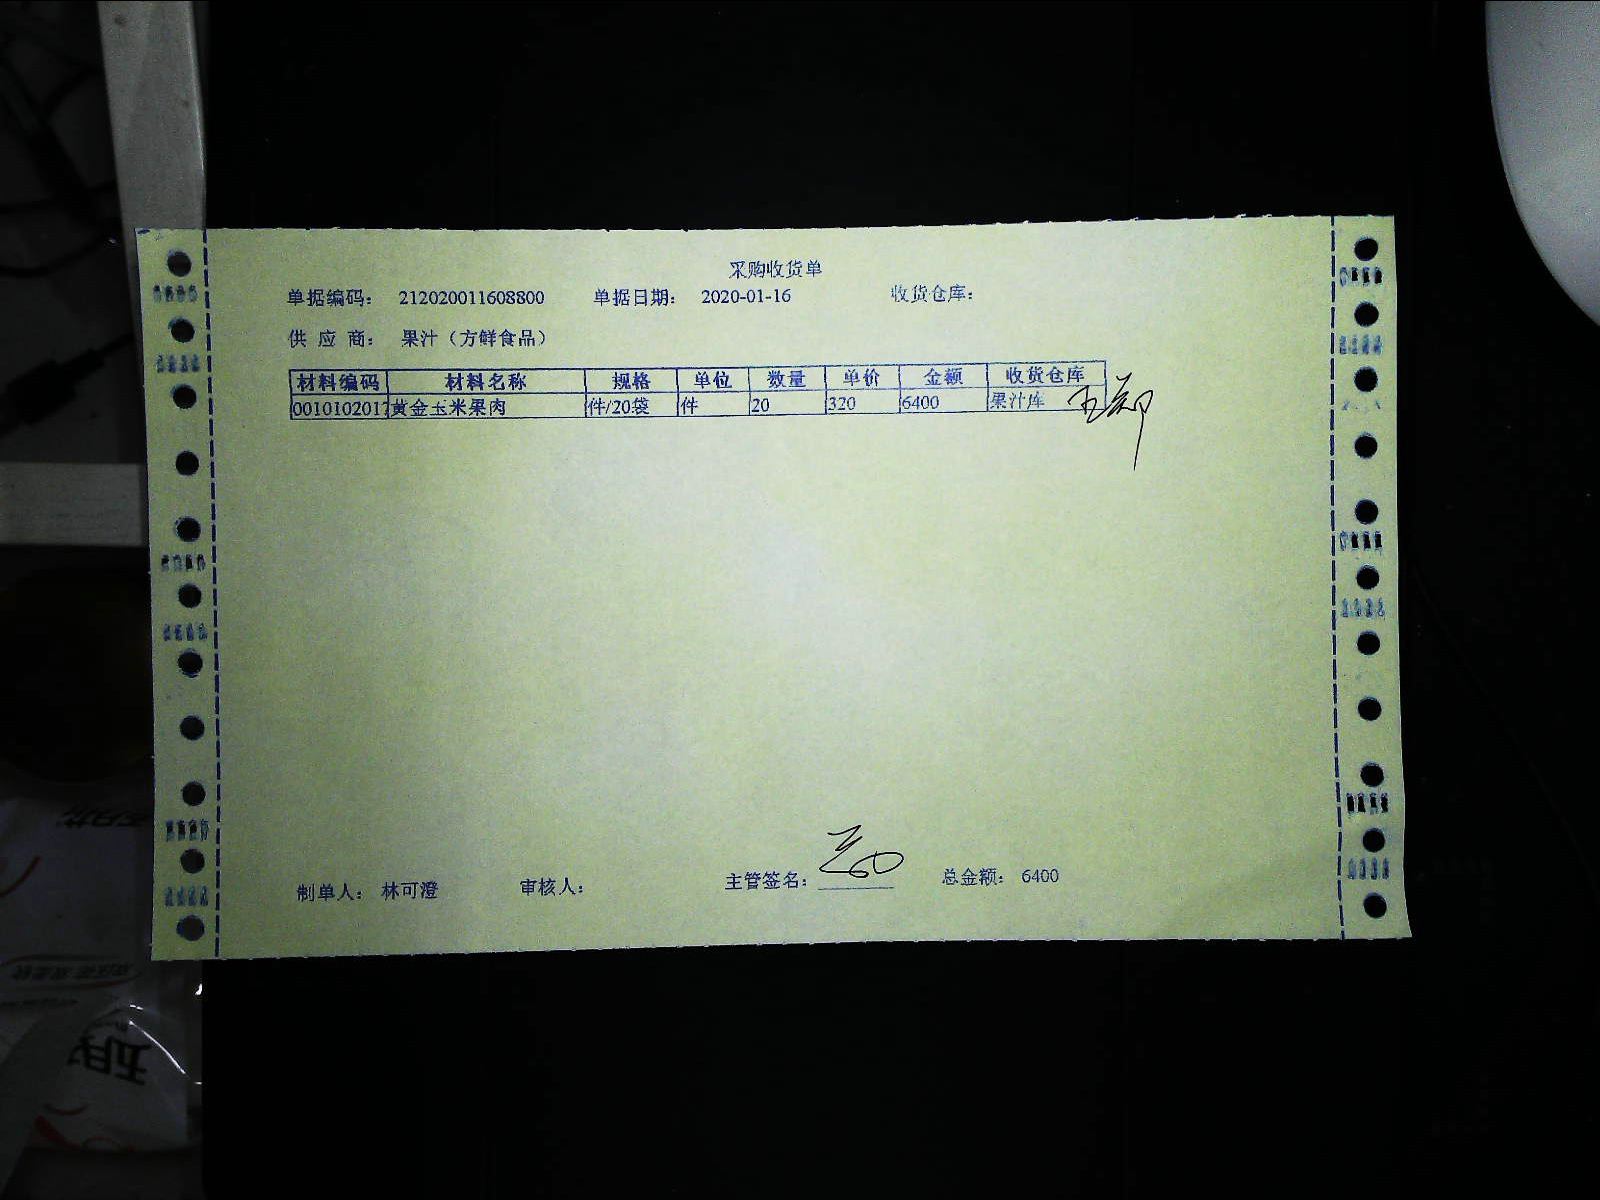 采购收货单
单据编码： 212020011608800 单据日期： 2020-01-16 收货仓库：
供 应 商： 果汁（方鲜食品）
材料编码 材料名称 规格 单位 数量 单价 金额 收货仓库
0010102017 黄金玉米果肉 件/20袋 件 20 320 6400 果汁库
制单人： 林可澄 审核人： 主管签名： 总金额： 6400